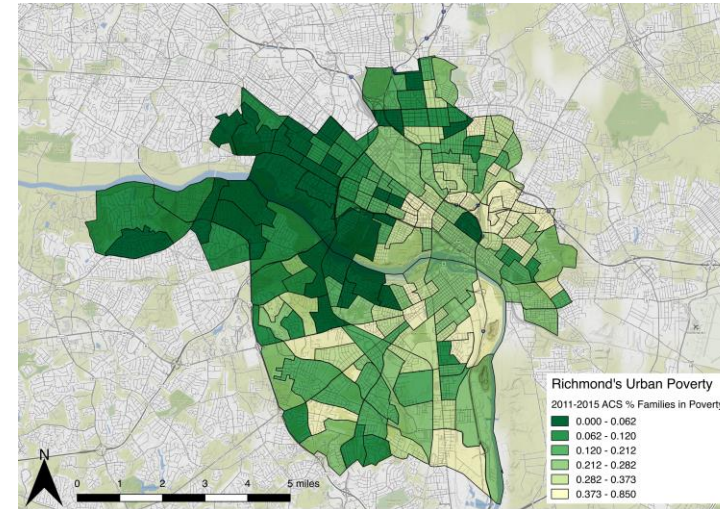 Richmond's Urban Poverty
2011-2015 ACS % Families in Poverty
0.000 - 0.062
0.062 - 0.120
0.120 - 0.212
0.212 - 0.282
0.282 - 0.373
0.373 - 0.850
N
0 1 2 3 4 5 miles